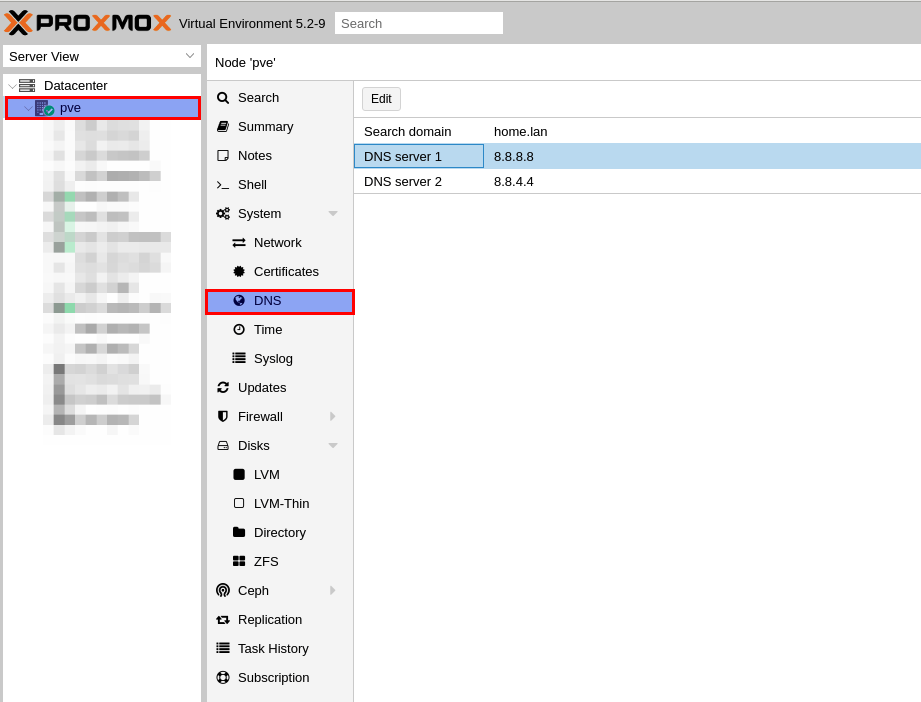 PROXMOX Virtual Environment 5.2-9 Search
Server View
Datacenter
pve
Node 'pve'
Search
Summary
Notes
Shell
System
Network
Certificates
DNS
Time
Syslog
Updates
Firewall
Disks
LVM
LVM-Thin
Directory
ZFS
Ceph
Replication
Task History
Subscription
Edit
Search domain home.lan
DNS server 1 8.8.8.8
DNS server 2 8.8.4.4